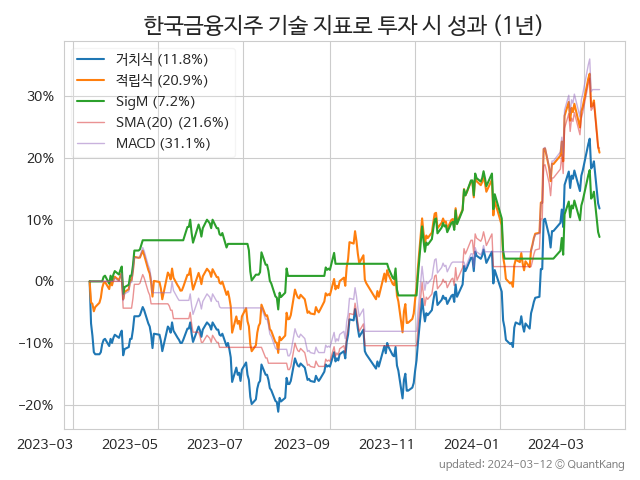 한국금융지주 기술 지표로 투자 시 성과 (1년)
거치식 (11.8%)
적립식 (20.9%)
SigM (7.2%)
SMA(20) (21.6%)
MACD (31.1%)
30%
20%
10%
0%
−10%
−20%
2023-03 2023-05 2023-07 2023-09 2023-11 2024-01 2024-03
updated: 2024-03-12 © QuantKang